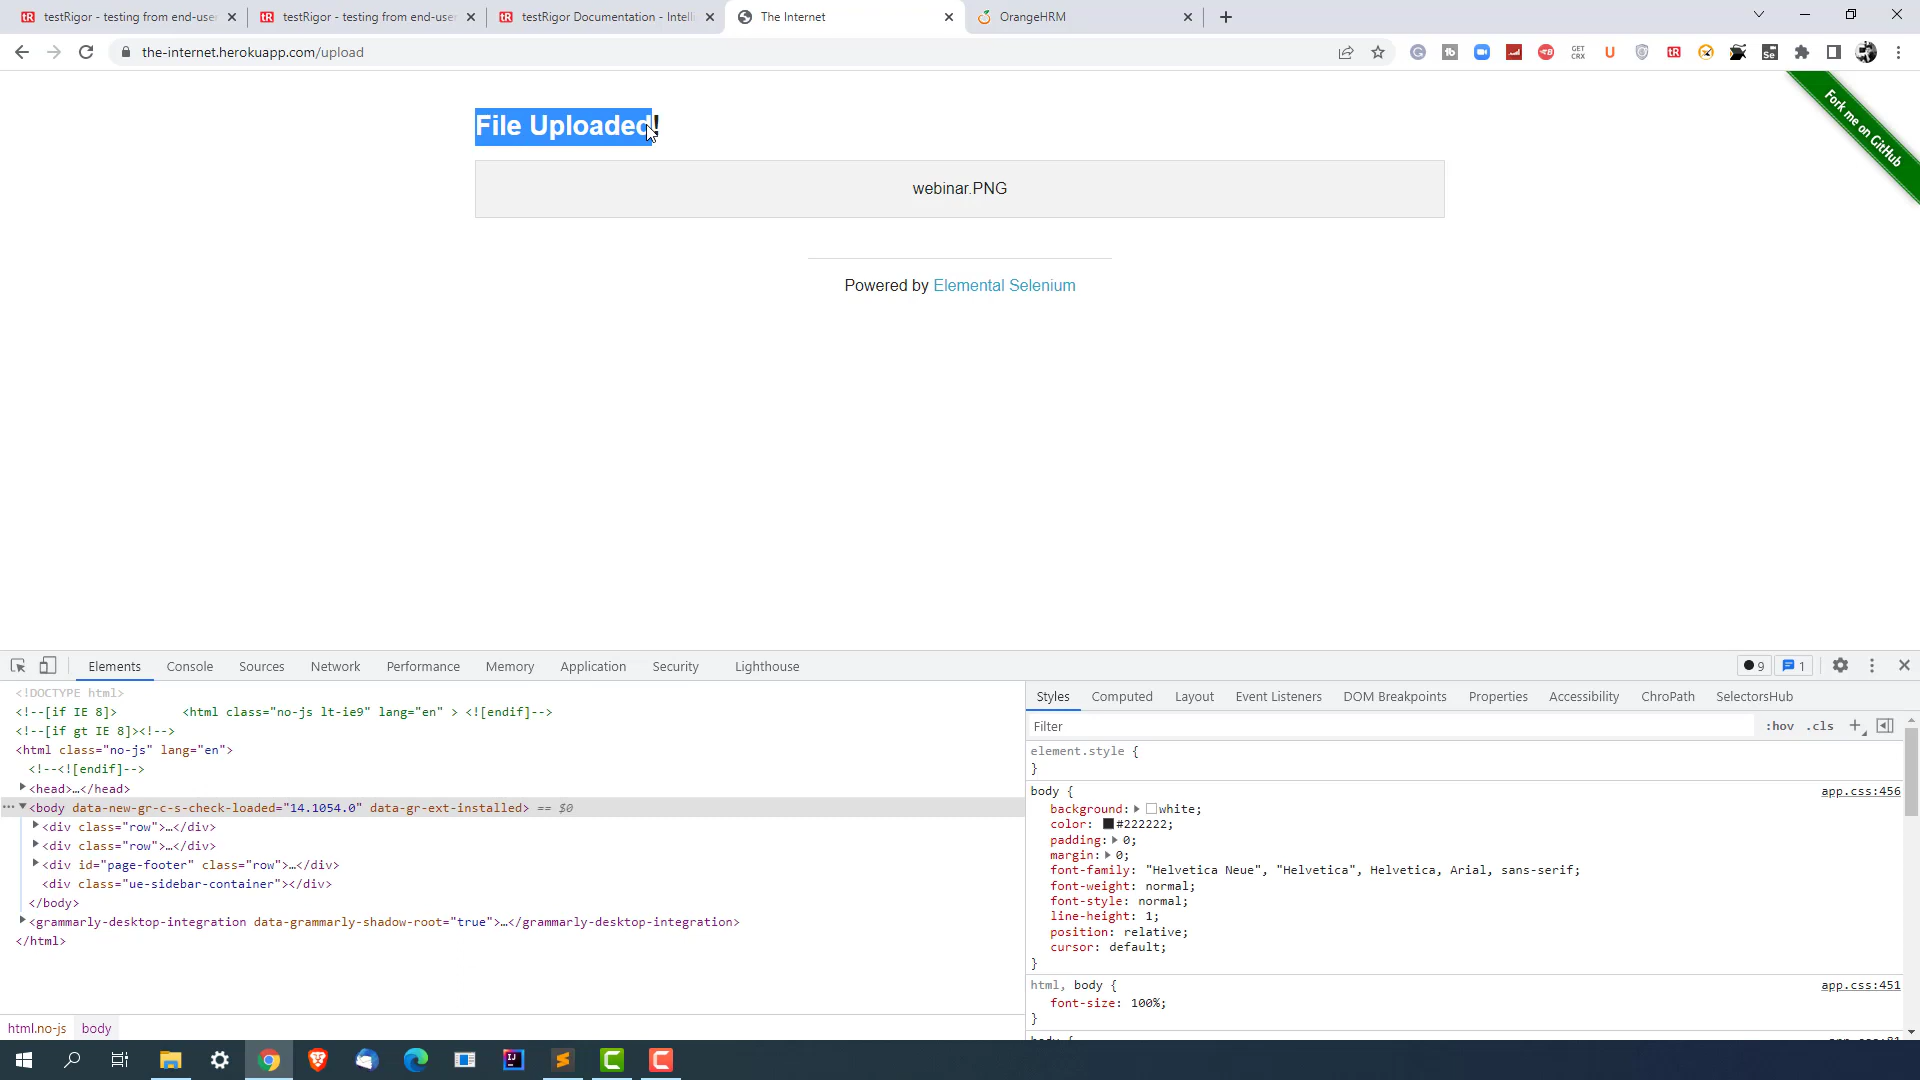 testRigor - testing from end-user
testRigor - testing from end-user
testRigor Documentation - Intelli
The Internet
OrangeHRM
the-internet.herokuapp.com/upload
GET
CRX
Fork me on GitHub
File Uploaded!
webinar.PNG
Powered by Elemental Selenium
Elements
Console
Sources
Network
Performance
Memory
Application
Security
Lighthouse
9
1
<!DOCTYPE html>
<!--[if IE 8]>         <html class="no-js lt-ie9" lang="en" > <![endif]-->
<!--[if gt IE 8]><!-->
<html class="no-js" lang="en">
<!--<![endif]-->
<head>…</head>
<body data-new-gr-c-s-check-loaded="14.1054.0" data-gr-ext-installed> == $0
<div class="row">…</div>
<div class="row">…</div>
<div id="page-footer" class="row">…</div>
<div class="ue-sidebar-container"></div>
</body>
<grammarly-desktop-integration data-grammarly-shadow-root="true">…</grammarly-desktop-integration>
</html>
html.no-js
body
Styles
Computed
Layout
Event Listeners
DOM Breakpoints
Properties
Accessibility
ChroPath
SelectorsHub
Filter
:hov
.cls
element.style {
}
body {
app.css:456
background: white;
color: #222222;
padding: 0;
margin: 0;
font-family: "Helvetica Neue", "Helvetica", Helvetica, Arial, sans-serif;
font-weight: normal;
font-style: normal;
line-height: 1;
position: relative;
cursor: default;
}
html, body {
app.css:451
font-size: 100%;
}